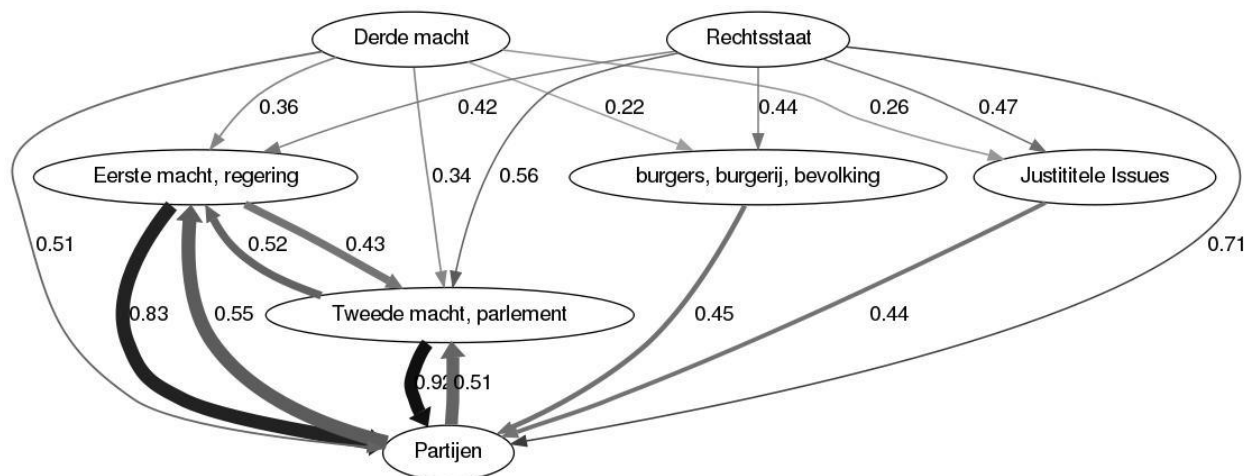 Derde macht
Rechtsstaat
0.36
0.42
0.22
0.44
0.26
0.47
Eerste macht, regering
0.34
0.56
burgers, burgerij, bevolking
Justititele Issues
0.51
0.52
0.43
0.71
0.83
0.55
Tweede macht, parlement
0.45
0.44
0.92
0.51
Partijen